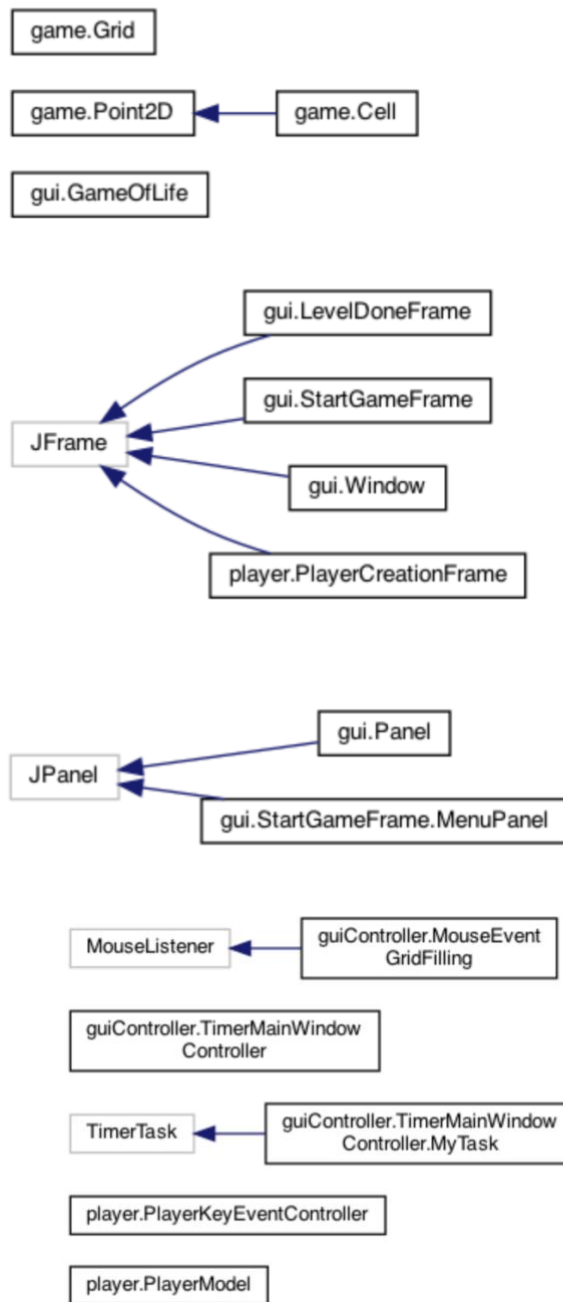 game.Grid
game.Point2D
game.Cell
gui.GameOfLife
gui.LevelDoneFrame
gui.StartGameFrame
JFrame
gui.Window
player.PlayerCreationFrame
gui.Panel
JPanel
gui.StartGameFrame.MenuPanel
MouseListener
guiController.MouseEvent
GridFilling
guiController.TimerMainWindow
Controller
TimerTask
guiController.TimerMainWindow
Controller.MyTask
player.PlayerKeyEventController
player.PlayerModel